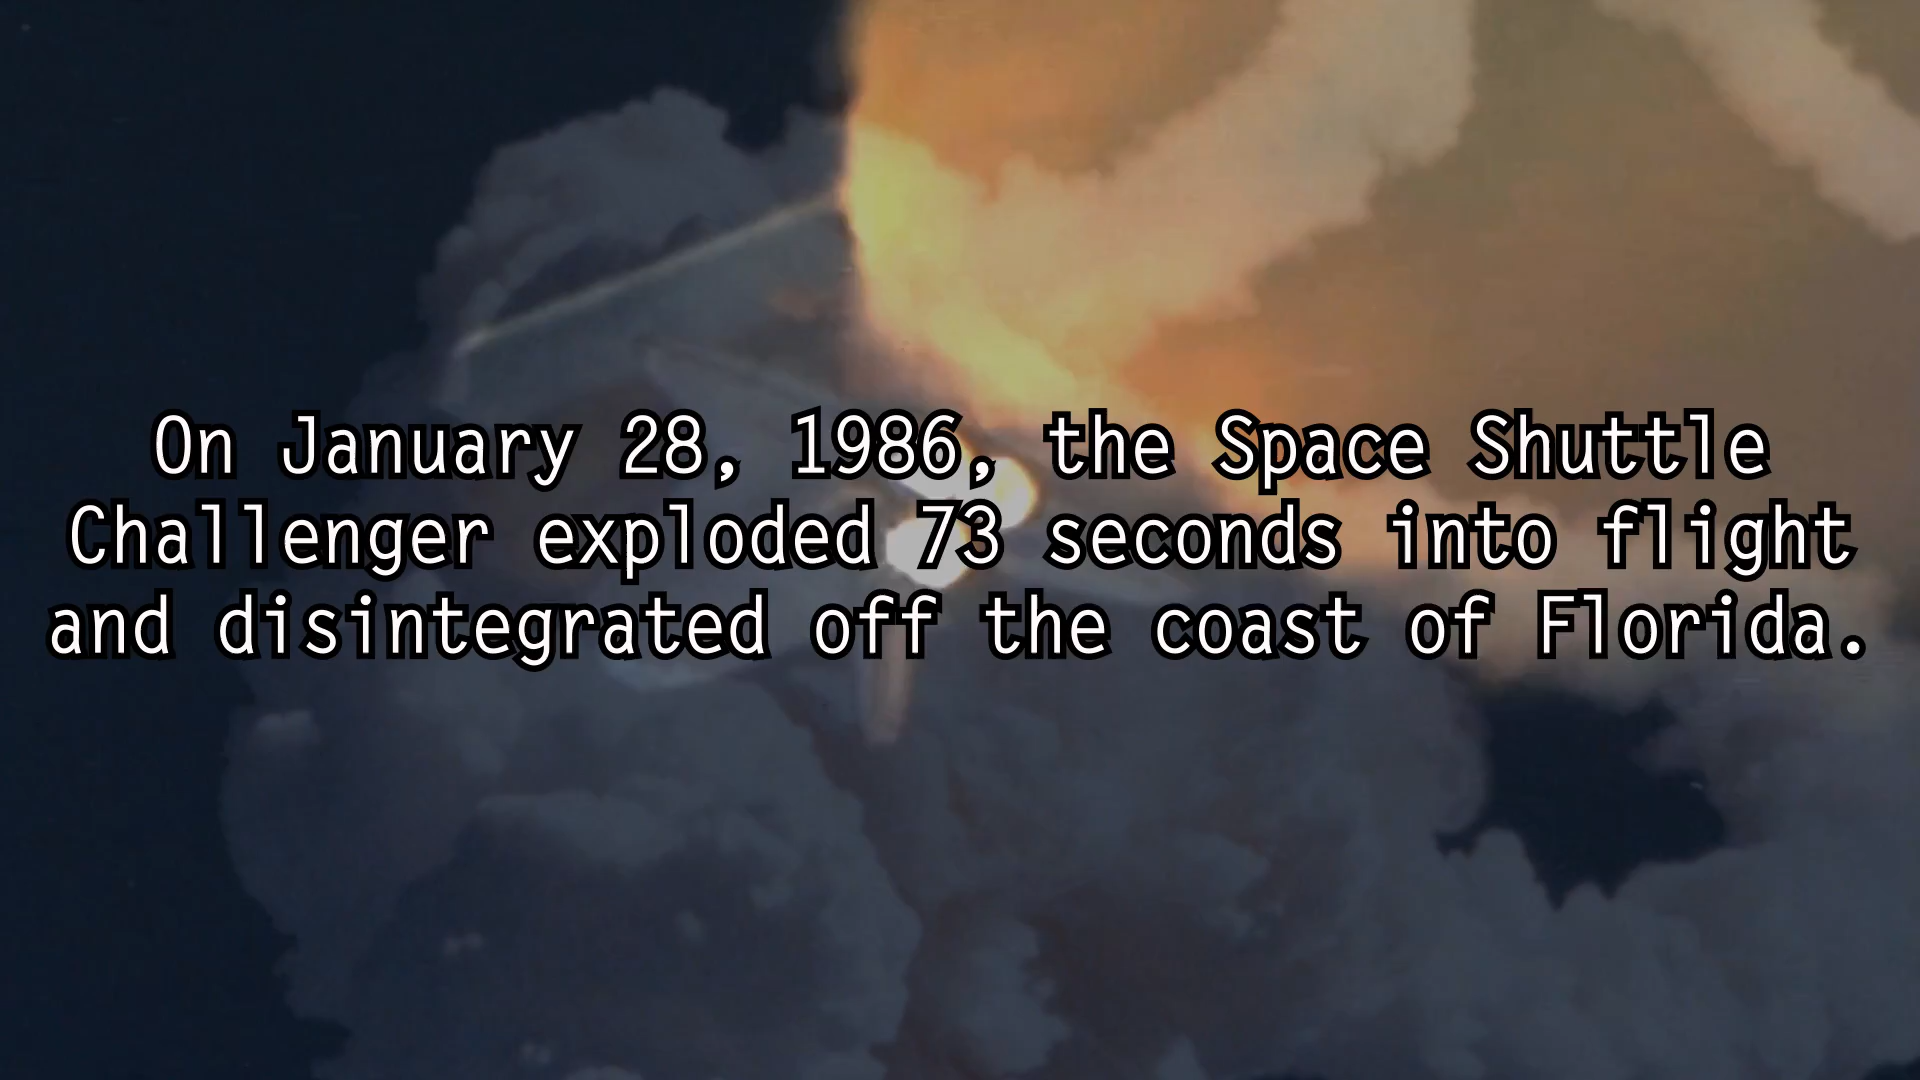 On January 28, 1986, the Space Shuttle
Challenger exploded 73 seconds into flight
and disintegrated off the coast of Florida.